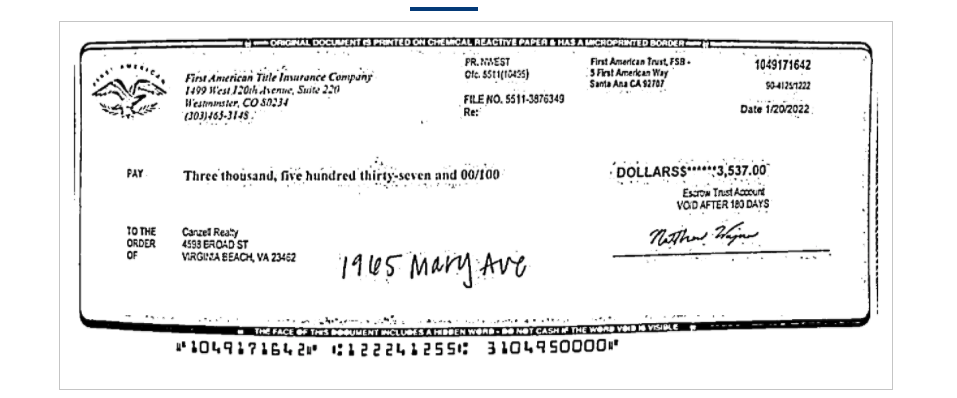 ORIGINAL DOCUMENT IS PRINTED ON CHEMICAL REACTIVE PAPER & HAS A MICROPRINTED BORDER
FIRST AMERICAN
First American Title Insurance Company
1499 West 120th Avenue, Suite 220
Westminster, CO 80234
(303)465-3148
PR. NWEST
Ofc. 5511(10455)
FILE NO. 5511-3876349
Re:
First American Trust, FSB -
5 First American Way
Santa Ana CA 92707
1049171642
90-4125/1222
Date 1/20/2022
PAY Three thousand, five hundred thirty-seven and 00/100 DOLLARS$******3,537.00
Escrow Trust Account
VOID AFTER 180 DAYS
TO THE
ORDER
OF
Canzell Realty
4593 BROAD ST
VIRGINIA BEACH, VA 23462
1965 Mary Ave
THE FACE OF THIS DOCUMENT INCLUDES A HIDDEN WORD - DO NOT CASH IF THE WORD VOID IS VISIBLE
⑈1049171642⑈ ⑆122241255⑆ 3104950000⑈